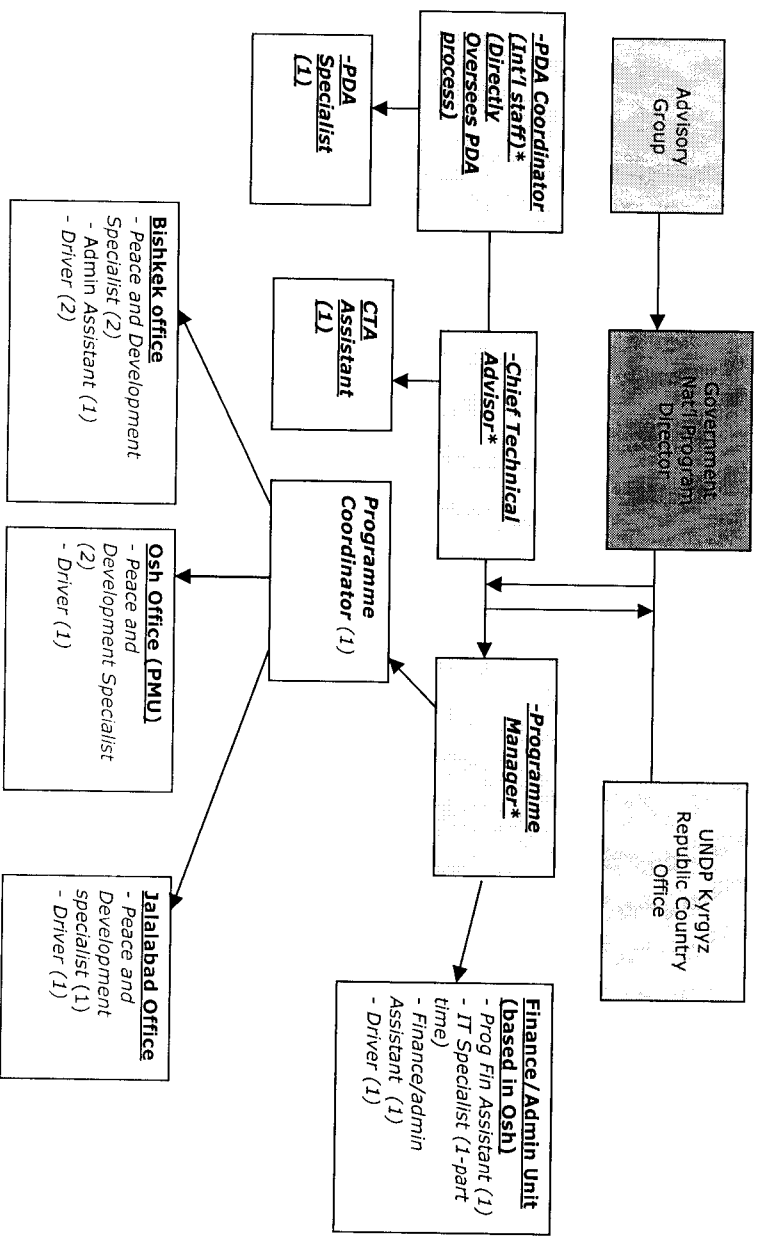 Advisory
Group
Government
Nat'l Program
Director
UNDP Kyrgyz
Republic Country
Office
-PDA Coordinator
(Int'l staff)*
(Directly
Oversees PDA
process)
-Chief Technical
Advisor*
-Programme
Manager*
Finance/Admin Unit
(based in Osh)
- Prog Fin Assistant (1)
- IT Specialist (1-part
time)
- Finance/admin
Assistant (1)
- Driver (1)
-PDA
Specialist
(1)
CTA
Assistant
(1)
Programme
Coordinator (1)
Bishkek office
- Peace and Development
Specialist (2)
- Admin Assistant (1)
- Driver (2)
Osh Office (PMU)
- Peace and
Development Specialist
(2)
- Driver (1)
Jalalabad Office
- Peace and
Development
specialist (1)
- Driver (1)